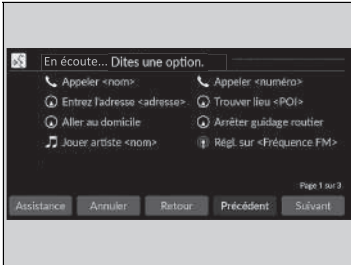 En écoute... Dites une option.
Appeler <nom> Appeler <numéro>
Entrez l'adresse <adresse> Trouver lieu <POI>
Aller au domicile Arrêter guidage routier
Jouer artiste <nom> Régl. sur <Fréquence FM>
Page 1 sur 3
Assistance Annuler Retour Précédent Suivant